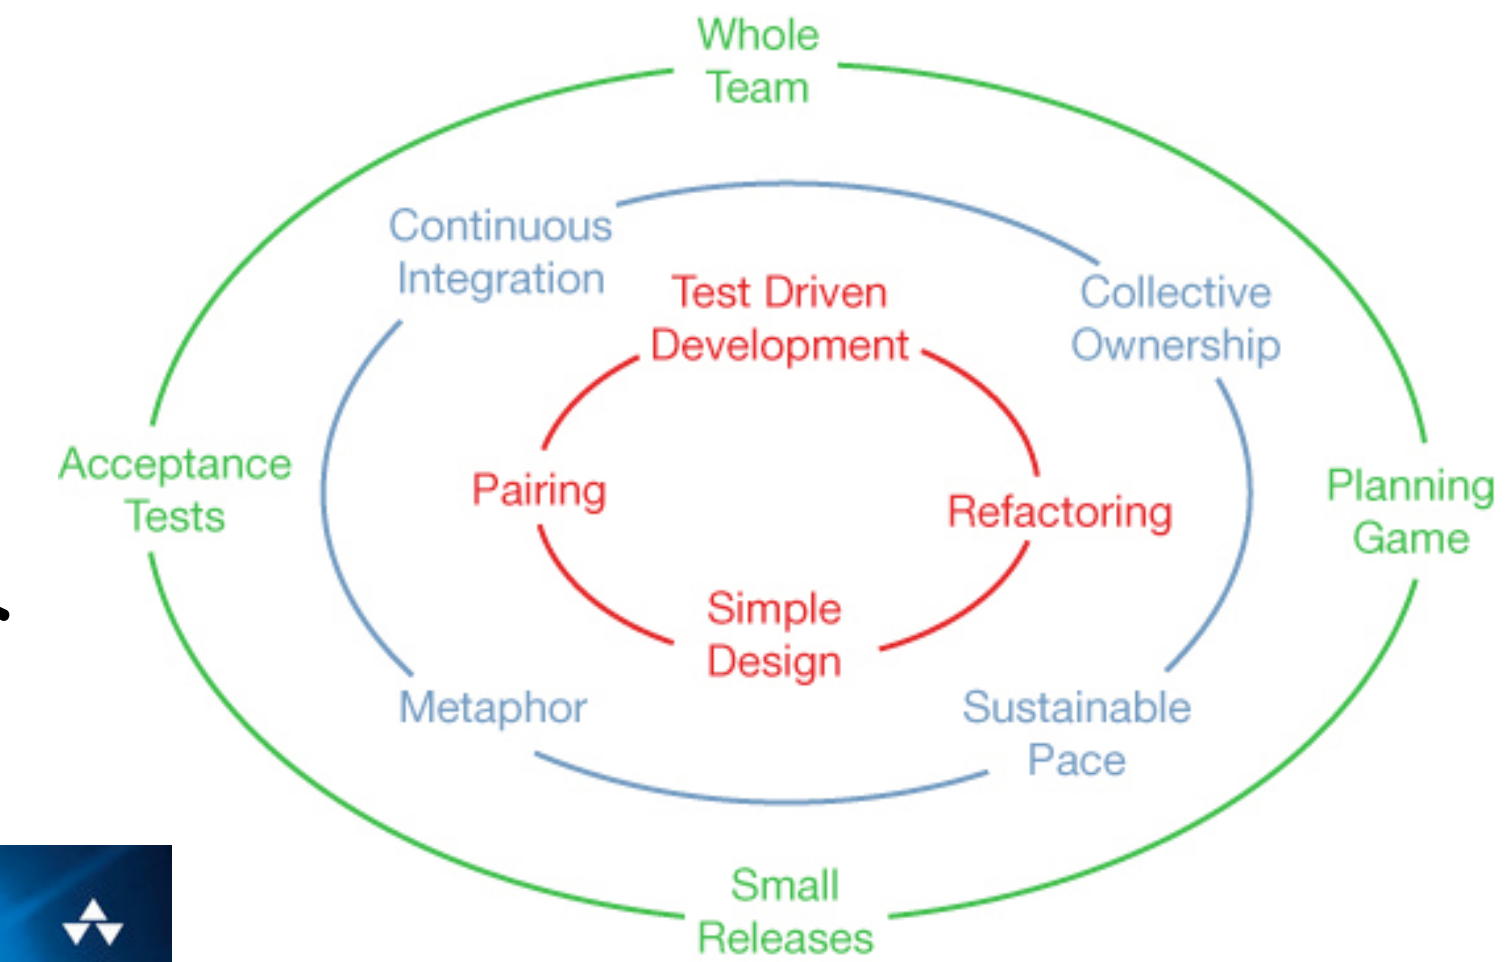 Whole
Team
Continuous
Integration
Test Driven
Development
Collective
Ownership
Acceptance
Tests
Pairing
Refactoring
Planning
Game
Simple
Design
Metaphor
Sustainable
Pace
Small
Releases